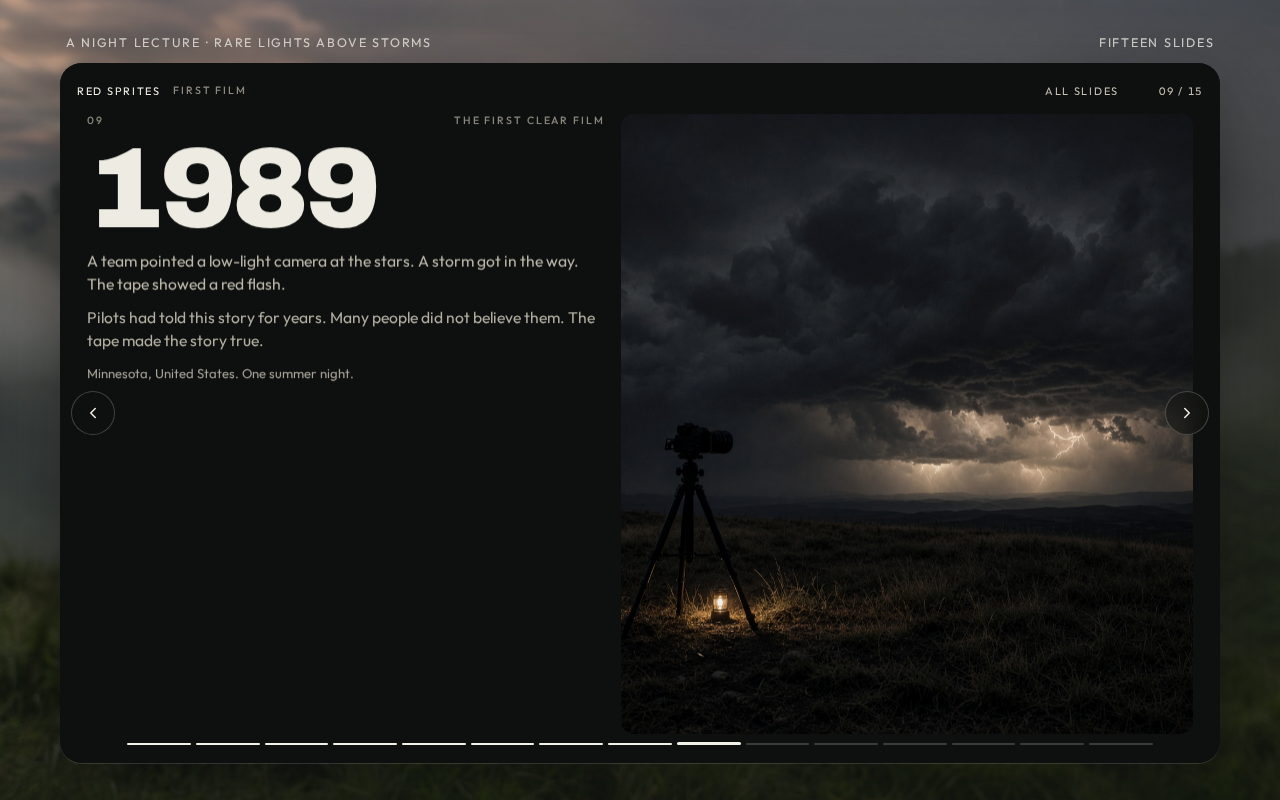 A NIGHT LECTURE · RARE LIGHTS ABOVE STORMS
FIFTEEN SLIDES
RED SPRITES
FIRST FILM
ALL SLIDES
09 / 15
09
THE FIRST CLEAR FILM
1989
A team pointed a low-light camera at the stars. A storm got in the way.
The tape showed a red flash.
Pilots had told this story for years. Many people did not believe them. The
tape made the story true.
Minnesota, United States. One summer night.